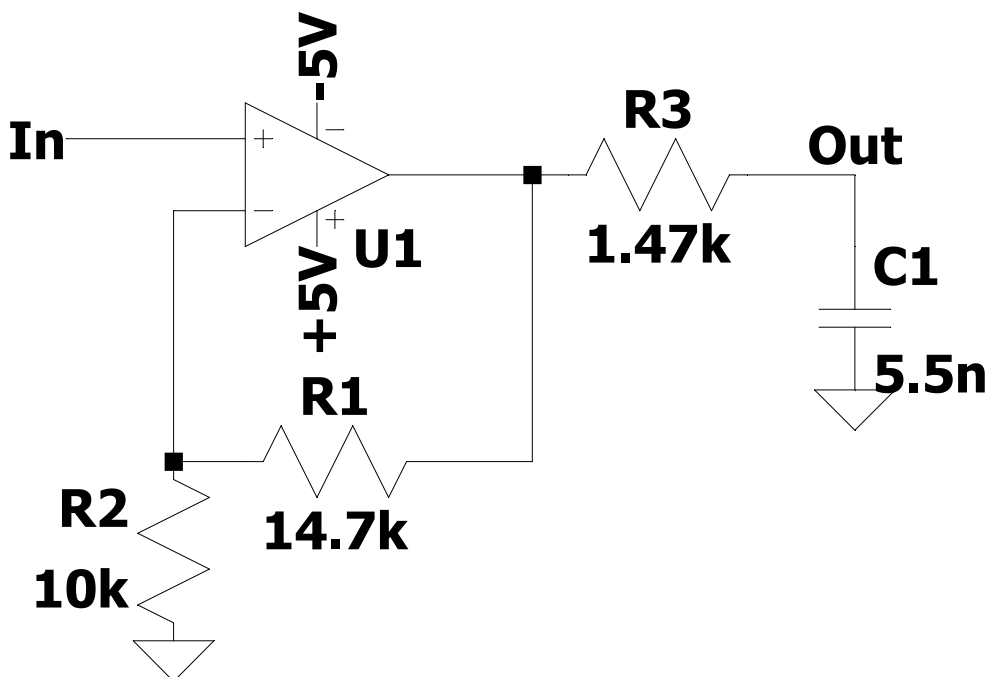 -5V
R3
In
+
−
Out
−
+
U1
1.47k
C1
+5V
5.5n
R1
R2
14.7k
10k